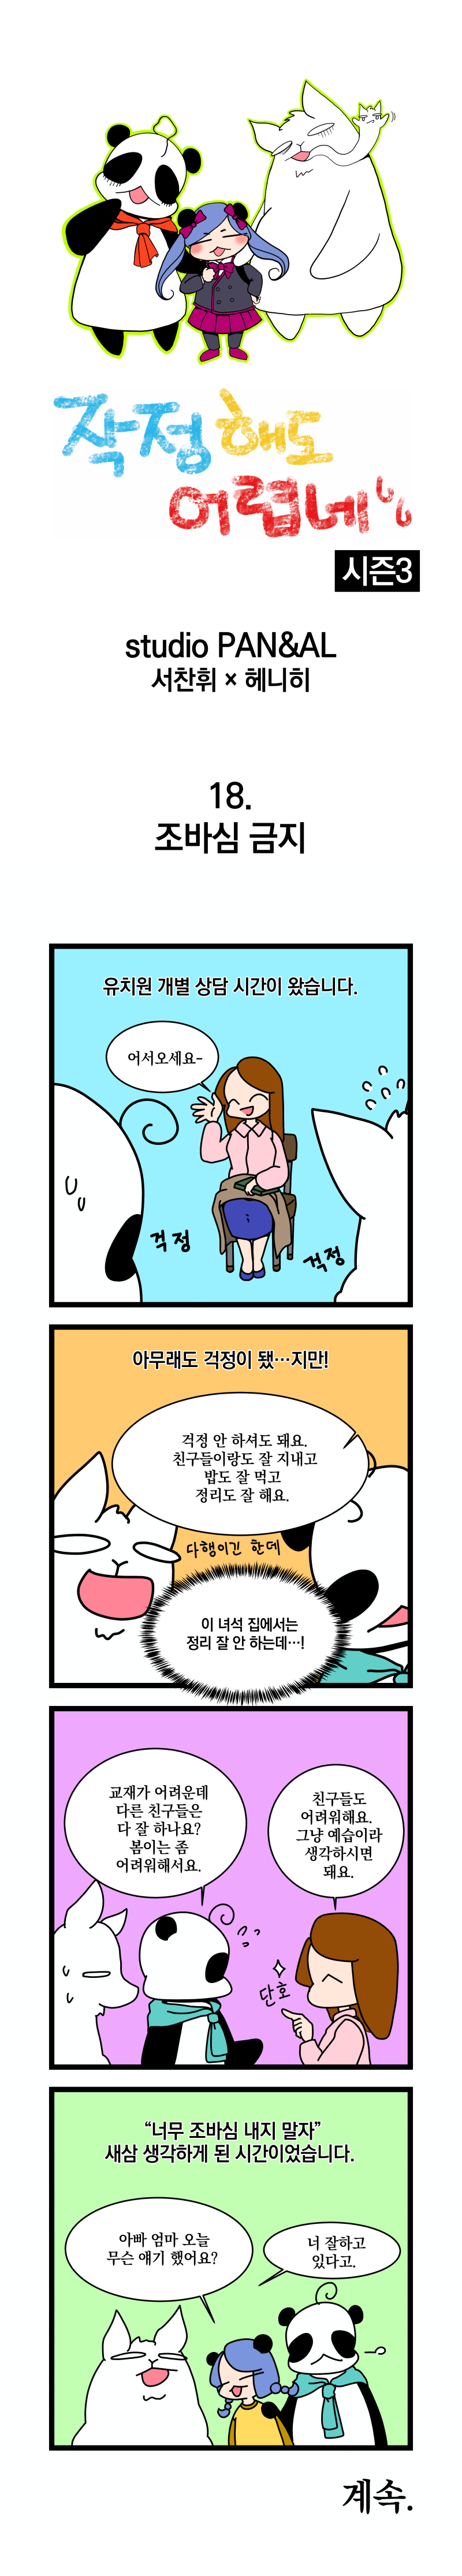 작정해도
어렵네
시즌3
studio PAN&AL
서찬휘 × 헤니히
18.
조바심 금지
유치원 개별 상담 시간이 왔습니다.
어서오세요~
걱정
걱정
아무래도 걱정이 됐…지만!
걱정 안 하셔도 돼요.
친구들이랑도 잘 지내고
밥도 잘 먹고
정리도 잘 해요.
다행이긴 한데
이 녀석 집에서는
정리 잘 안 하는데…!
교재가 어려운데
다른 친구들은
다 잘 하나요?
봄이는 좀
어려워해서요.
친구들도
어려워해요.
그냥 예습이라
생각하시면
돼요.
단호
“너무 조바심 내지 말자”
새삼 생각하게 된 시간이었습니다.
아빠 엄마 오늘
무슨 얘기 했어요?
너 잘하고
있다고.
계속.